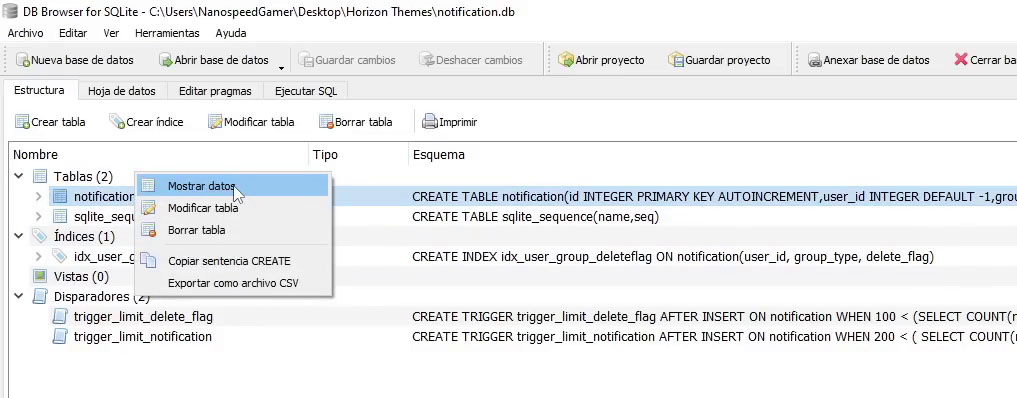 DB Browser for SQLite - C:\Users\NanospeedGamer\Desktop\Horizon Themes\notification.db
Archivo Editar Ver Herramientas Ayuda
Nueva base de datos Abrir base de datos Guardar cambios Deshacer cambios Abrir proyecto Guardar proyecto Anexar base de datos Cerrar ba
Estructura Hoja de datos Editar pragmas Ejecutar SQL
Crear tabla Crear índice Modificar tabla Borrar tabla Imprimir
Nombre Tipo Esquema
Tablas (2)
Mostrar datos
notification CREATE TABLE notification(id INTEGER PRIMARY KEY AUTOINCREMENT,user_id INTEGER DEFAULT -1,grou
Modificar tabla
sqlite_sequ CREATE TABLE sqlite_sequence(name,seq)
Borrar tabla
Índices (1)
idx_user_g CREATE INDEX idx_user_group_deleteflag ON notification(user_id, group_type, delete_flag)
Copiar sentencia CREATE
Vistas (0)
Exportar como archivo CSV
Disparadores (2)
trigger_limit_delete_flag CREATE TRIGGER trigger_limit_delete_flag AFTER INSERT ON notification WHEN 100 < (SELECT COUNT(n
trigger_limit_notification CREATE TRIGGER trigger_limit_notification AFTER INSERT ON notification WHEN 200 < ( SELECT COUNT(n